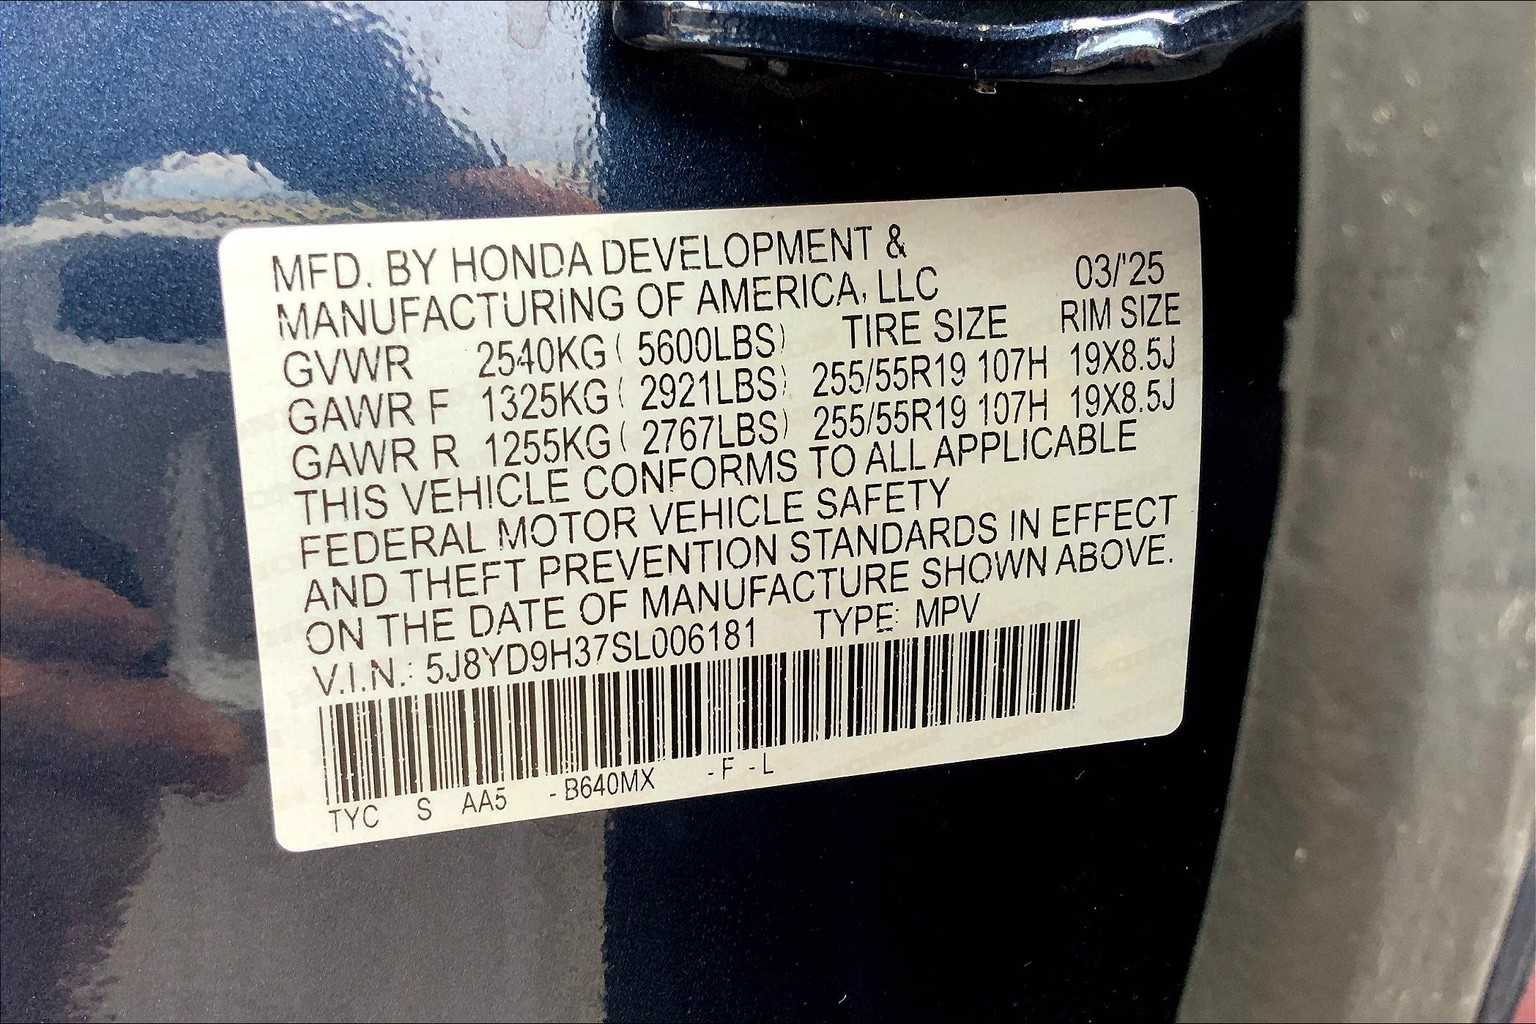 MFD. BY HONDA DEVELOPMENT &
MANUFACTURING OF AMERICA, LLC 03/'25
GVWR 2540KG ( 5600LBS) TIRE SIZE RIM SIZE
GAWR F 1325KG ( 2921LBS) 255/55R19 107H 19X8.5J
GAWR R 1255KG ( 2767LBS) 255/55R19 107H 19X8.5J
THIS VEHICLE CONFORMS TO ALL APPLICABLE
FEDERAL MOTOR VEHICLE SAFETY
AND THEFT PREVENTION STANDARDS IN EFFECT
ON THE DATE OF MANUFACTURE SHOWN ABOVE.
V.I.N.: 5J8YD9H37SL006181 TYPE: MPV
TYC S AA5 - B640MX - F - L